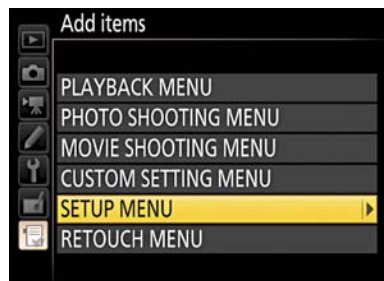 Add items
PLAYBACK MENU
PHOTO SHOOTING MENU
MOVIE SHOOTING MENU
CUSTOM SETTING MENU
SETUP MENU
RETOUCH MENU